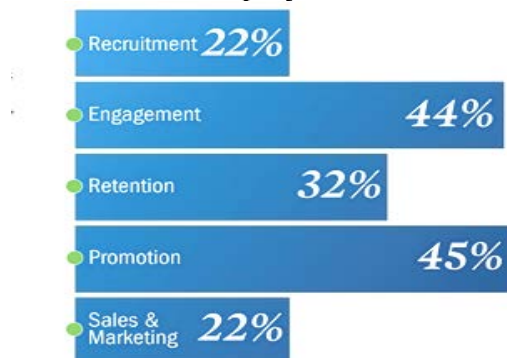 Recruitment 22%
Engagement 44%
Retention 32%
Promotion 45%
Sales &
Marketing 22%